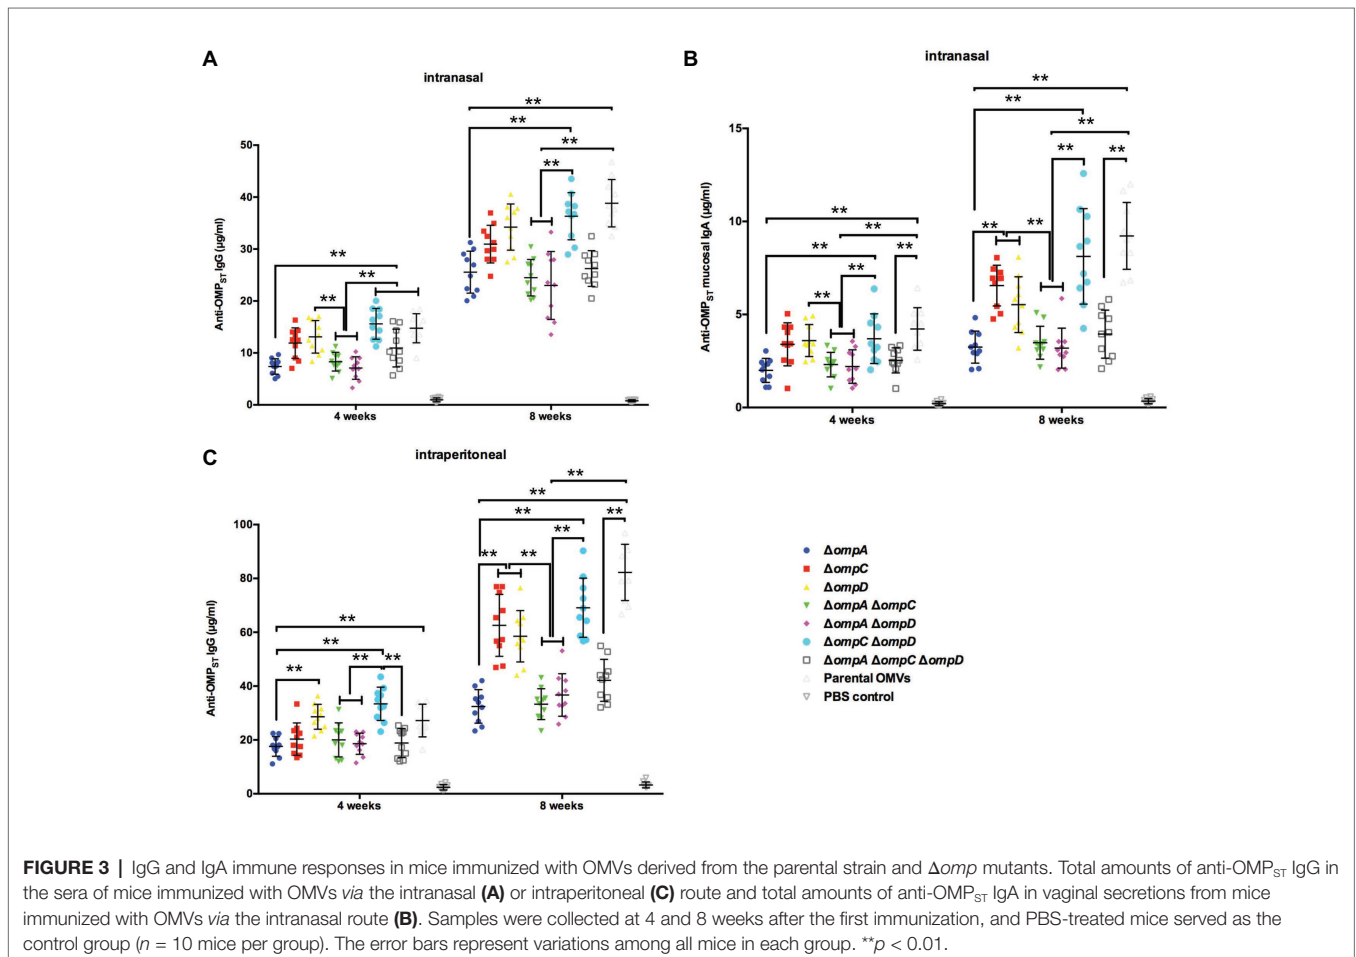 A
intranasal
Anti-OMPST IgG (µg/ml)
50
40
30
20
10
0
4 weeks
8 weeks
**
**
**
**
**
**
**
**
B
intranasal
Anti-OMPST mucosal IgA (µg/ml)
15
10
5
0
4 weeks
8 weeks
**
**
**
**
**
**
**
**
**
**
**
**
**
C
intraperitoneal
Anti-OMPST IgG (µg/ml)
100
80
60
40
20
0
4 weeks
8 weeks
**
**
**
**
**
**
**
**
**
**
**
**
ΔompA
ΔompC
ΔompD
ΔompA ΔompC
ΔompA ΔompD
ΔompC ΔompD
ΔompA ΔompC ΔompD
Parental OMVs
PBS control
FIGURE 3 | IgG and IgA immune responses in mice immunized with OMVs derived from the parental strain and Δomp mutants. Total amounts of anti-OMPST IgG in
the sera of mice immunized with OMVs via the intranasal (A) or intraperitoneal (C) route and total amounts of anti-OMPST IgA in vaginal secretions from mice
immunized with OMVs via the intranasal route (B). Samples were collected at 4 and 8 weeks after the first immunization, and PBS-treated mice served as the
control group (n = 10 mice per group). The error bars represent variations among all mice in each group. **p < 0.01.